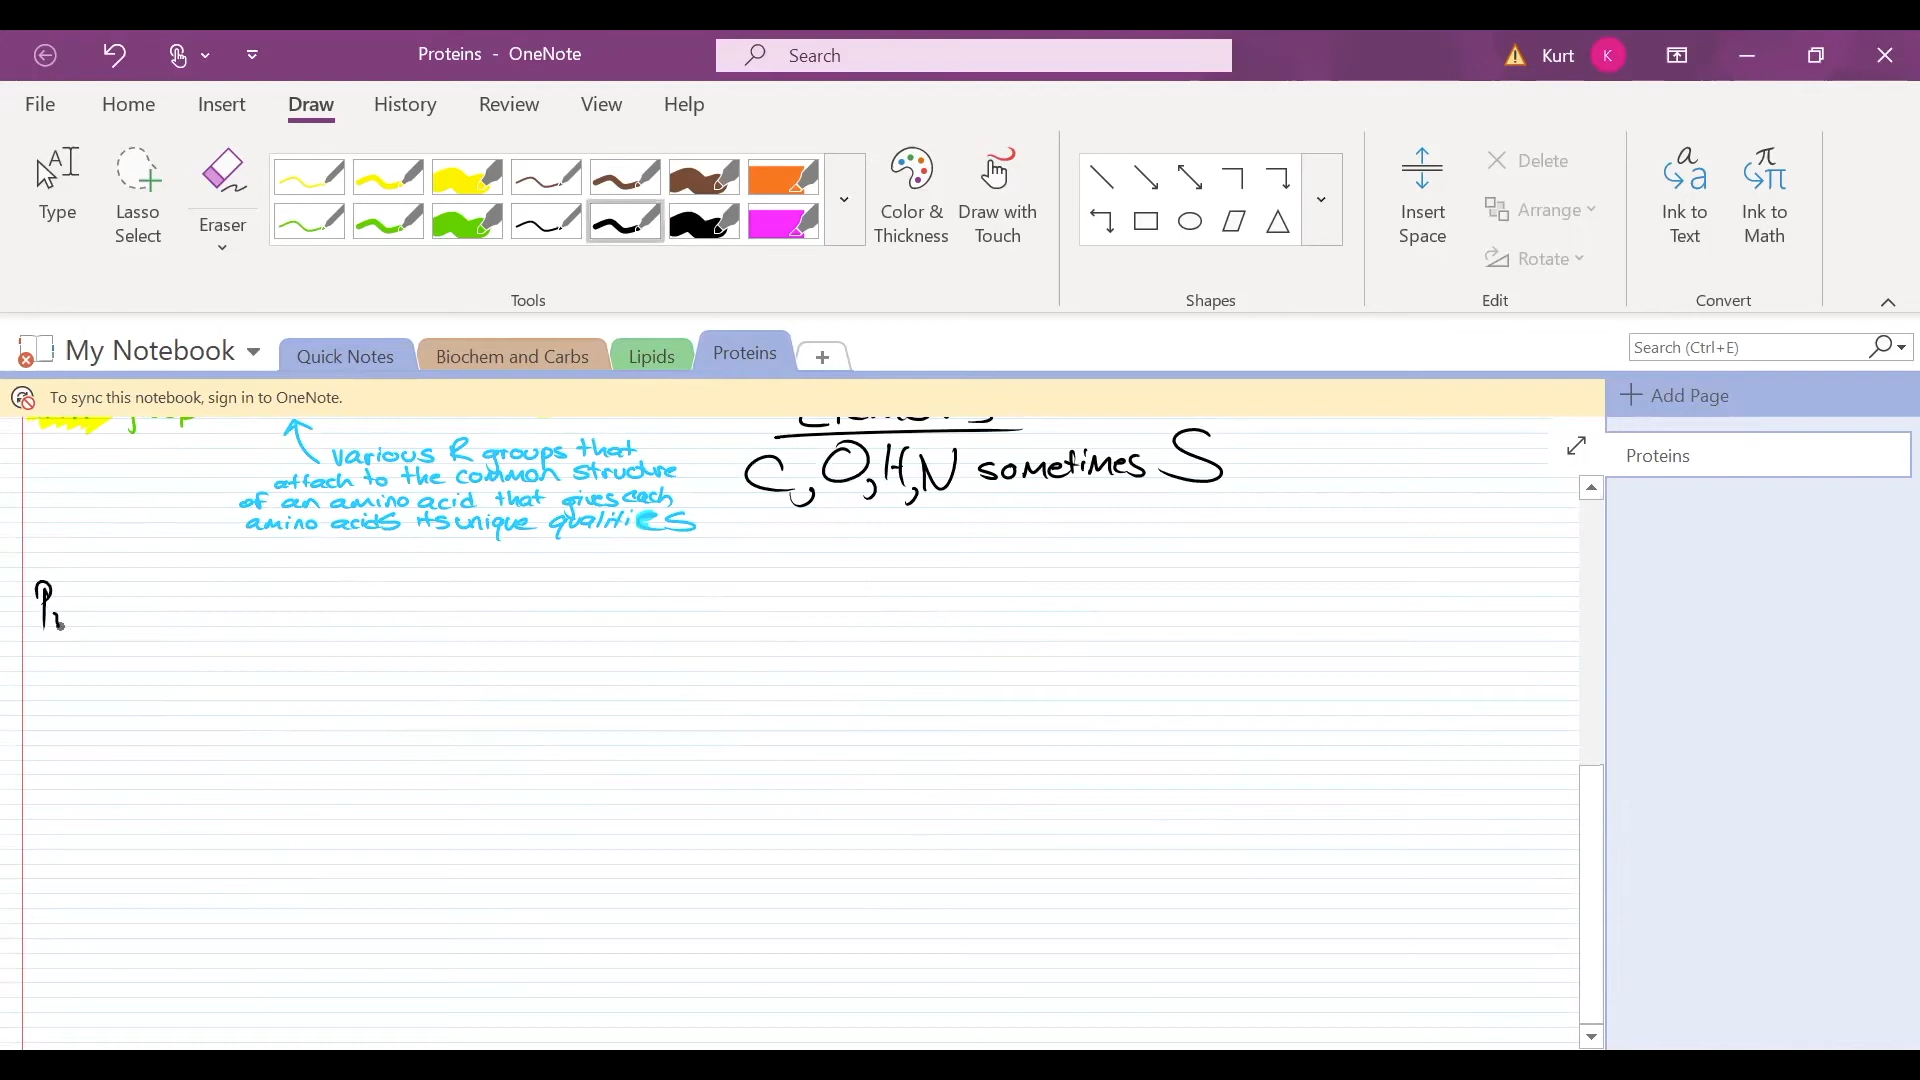 Proteins - OneNote
Search
Kurt
K
File
Home
Insert
Draw
History
Review
View
Help
Type
Lasso
Select
Eraser
Color &
Thickness
Draw with
Touch
Insert
Space
Delete
Arrange
Rotate
Ink to
Text
Ink to
Math
Tools
Shapes
Edit
Convert
My Notebook
Quick Notes
Biochem and Carbs
Lipids
Proteins
Search (Ctrl+E)
To sync this notebook, sign in to OneNote.
Add Page
Proteins
various R groups that
attach to the common structure
of an amino acid that gives each
amino acids its unique qualities
C, O, H, N sometimes S
Pr